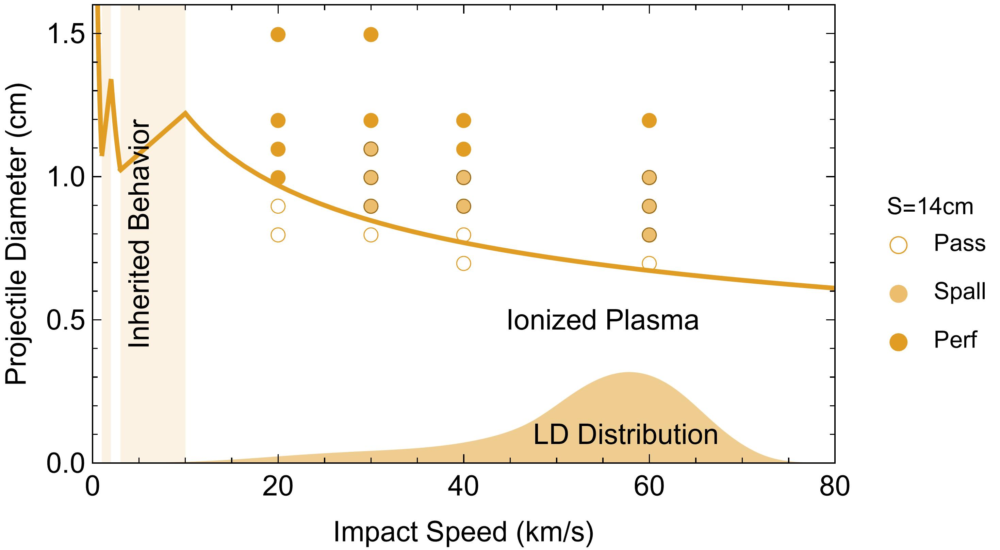 Projectile Diameter (cm)
1.5
1.0
0.5
0.0
Inherited Behavior
Ionized Plasma
LD Distribution
0 20 40 60 80
Impact Speed (km/s)
S=14cm
Pass
Spall
Perf